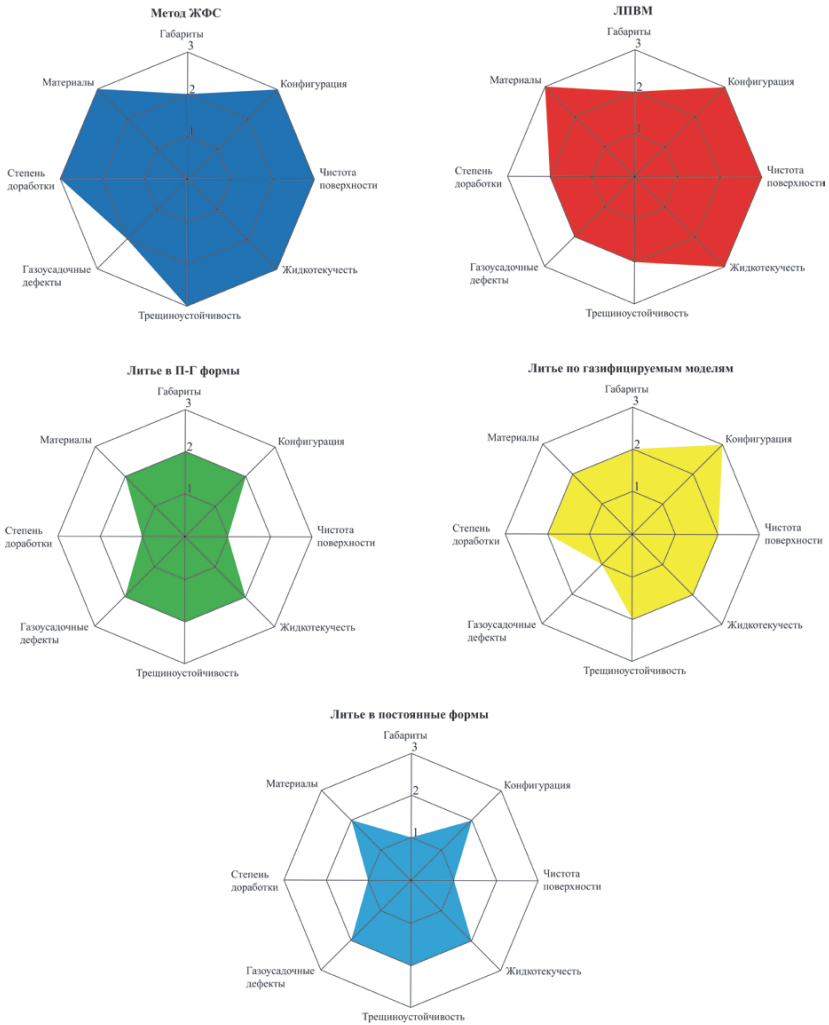 Метод ЖФС
Габариты
3
Материалы
Конфигурация
2
1
Степень
доработки
Чистота
поверхности
Газоусадочные
дефекты
Жидкотекучесть
Трещиноустойчивость
ЛПВМ
Габариты
3
Материалы
Конфигурация
2
1
Степень
доработки
Чистота
поверхности
Газоусадочные
дефекты
Жидкотекучесть
Трещиноустойчивость
Литье в П-Г формы
Габариты
3
Материалы
Конфигурация
2
1
Степень
доработки
Чистота
поверхности
Газоусадочные
дефекты
Жидкотекучесть
Трещиноустойчивость
Литье по газифицируемым моделям
Габариты
3
Материалы
Конфигурация
2
1
Степень
доработки
Чистота
поверхности
Газоусадочные
дефекты
Жидкотекучесть
Трещиноустойчивость
Литье в постоянные формы
Габариты
3
Материалы
Конфигурация
2
1
Степень
доработки
Чистота
поверхности
Газоусадочные
дефекты
Жидкотекучесть
Трещиноустойчивость